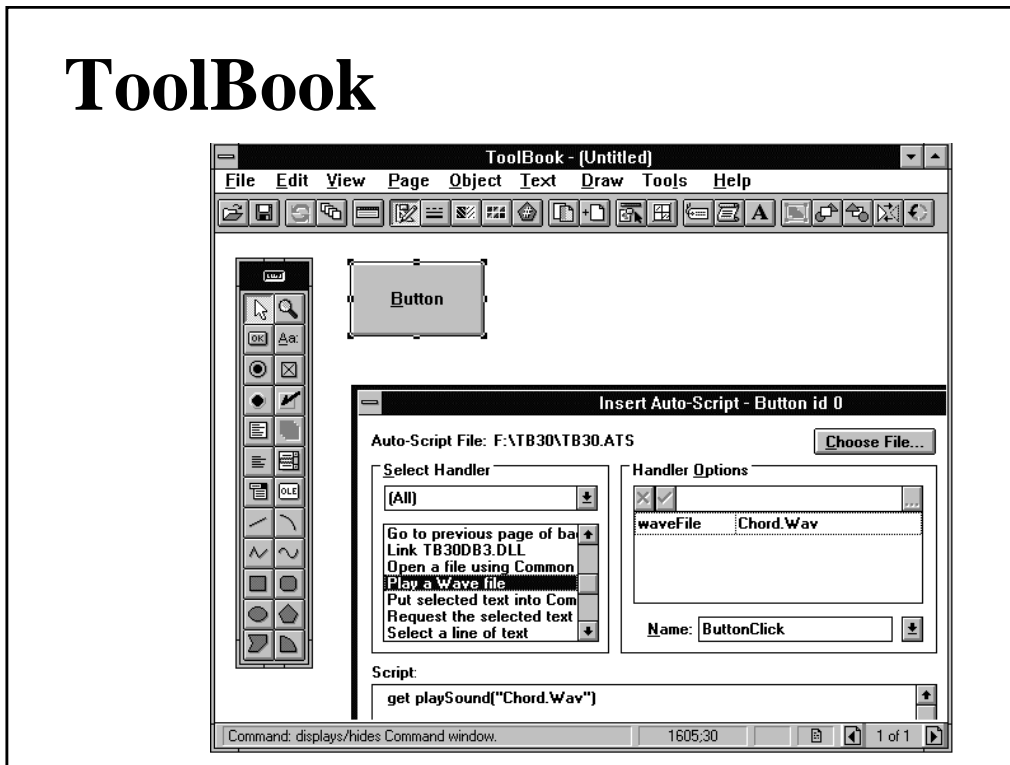 ToolBook
ToolBook - (Untitled)
File Edit View Page Object Text Draw Tools Help
A
Button
OK Aa:
OLE
Insert Auto-Script - Button id 0
Auto-Script File: F:\TB30\TB30.ATS
Choose File...
Select Handler
(All)
Go to previous page of ba
Link TB30DB3.DLL
Open a file using Common
Play a Wave file
Put selected text into Com
Request the selected text
Select a line of text
Handler Options
...
waveFile Chord.Wav
Name: ButtonClick
Script:
get playSound("Chord.Wav")
Command: displays/hides Command window.
1605;30
1 of 1